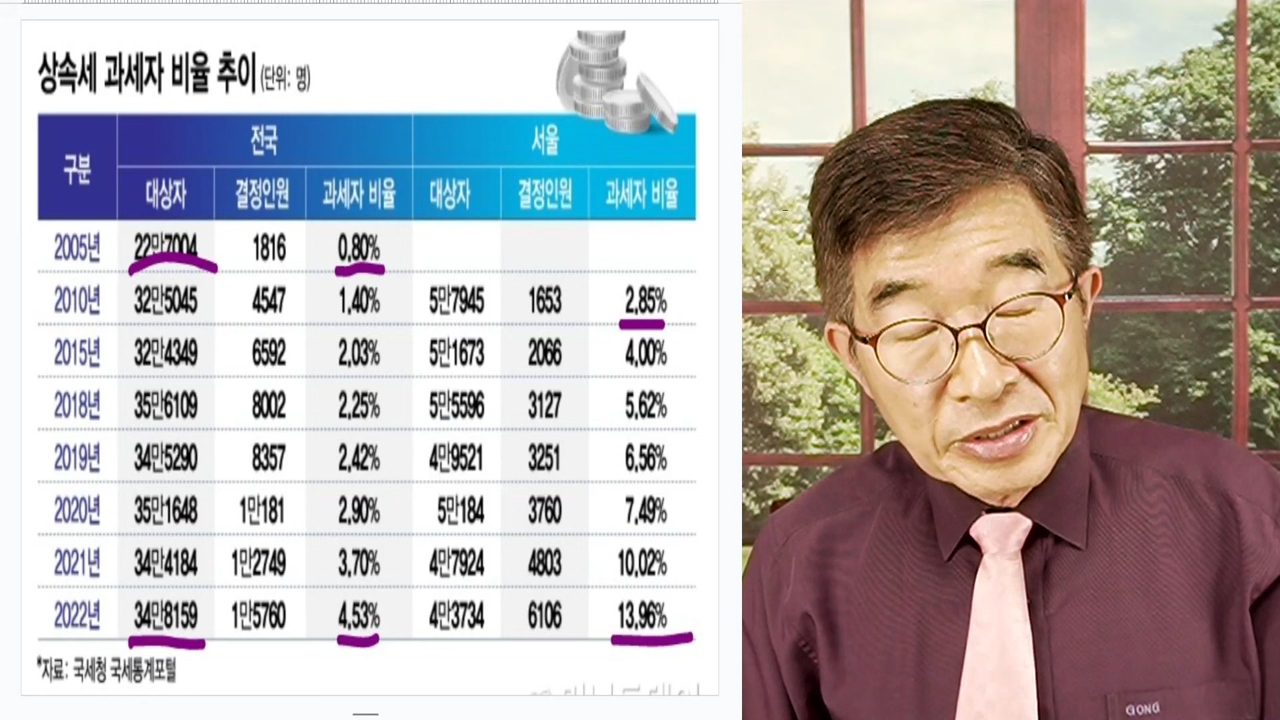 상속세 과세자 비율 추이 (단위: 명)
구분 전국 서울
대상자 결정인원 과세자 비율 대상자 결정인원 과세자 비율
2005년 22만7004 1816 0.80%
2010년 32만5045 4547 1.40% 5만7945 1653 2.85%
2015년 32만4349 6592 2.03% 5만1673 2066 4.00%
2018년 35만6109 8002 2.25% 5만5596 3127 5.62%
2019년 34만5290 8357 2.42% 4만9521 3251 6.56%
2020년 35만1648 1만181 2.90% 5만184 3760 7.49%
2021년 34만4184 1만2749 3.70% 4만7924 4803 10.02%
2022년 34만8159 1만5760 4.53% 4만3734 6106 13.96%
*자료: 국세청 국세통계포털
GONG